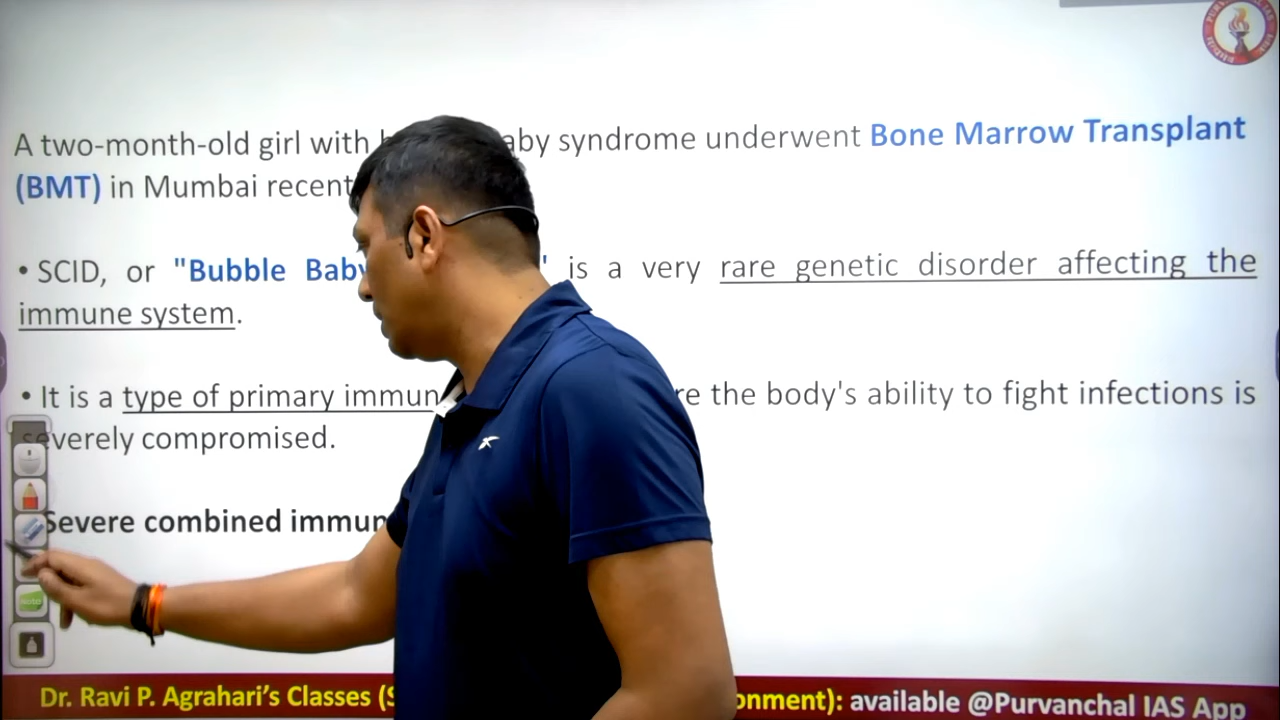 A two-month-old girl with aby syndrome underwent Bone Marrow Transplant
(BMT) in Mumbai recent
• SCID, or "Bubble Baby " is a very rare genetic disorder affecting the
immune system.
• It is a type of primary immun re the body's ability to fight infections is
severely compromised.
Severe combined immun
Dr. Ravi P. Agrahari's Classes (S onment): available @Purvanchal IAS App